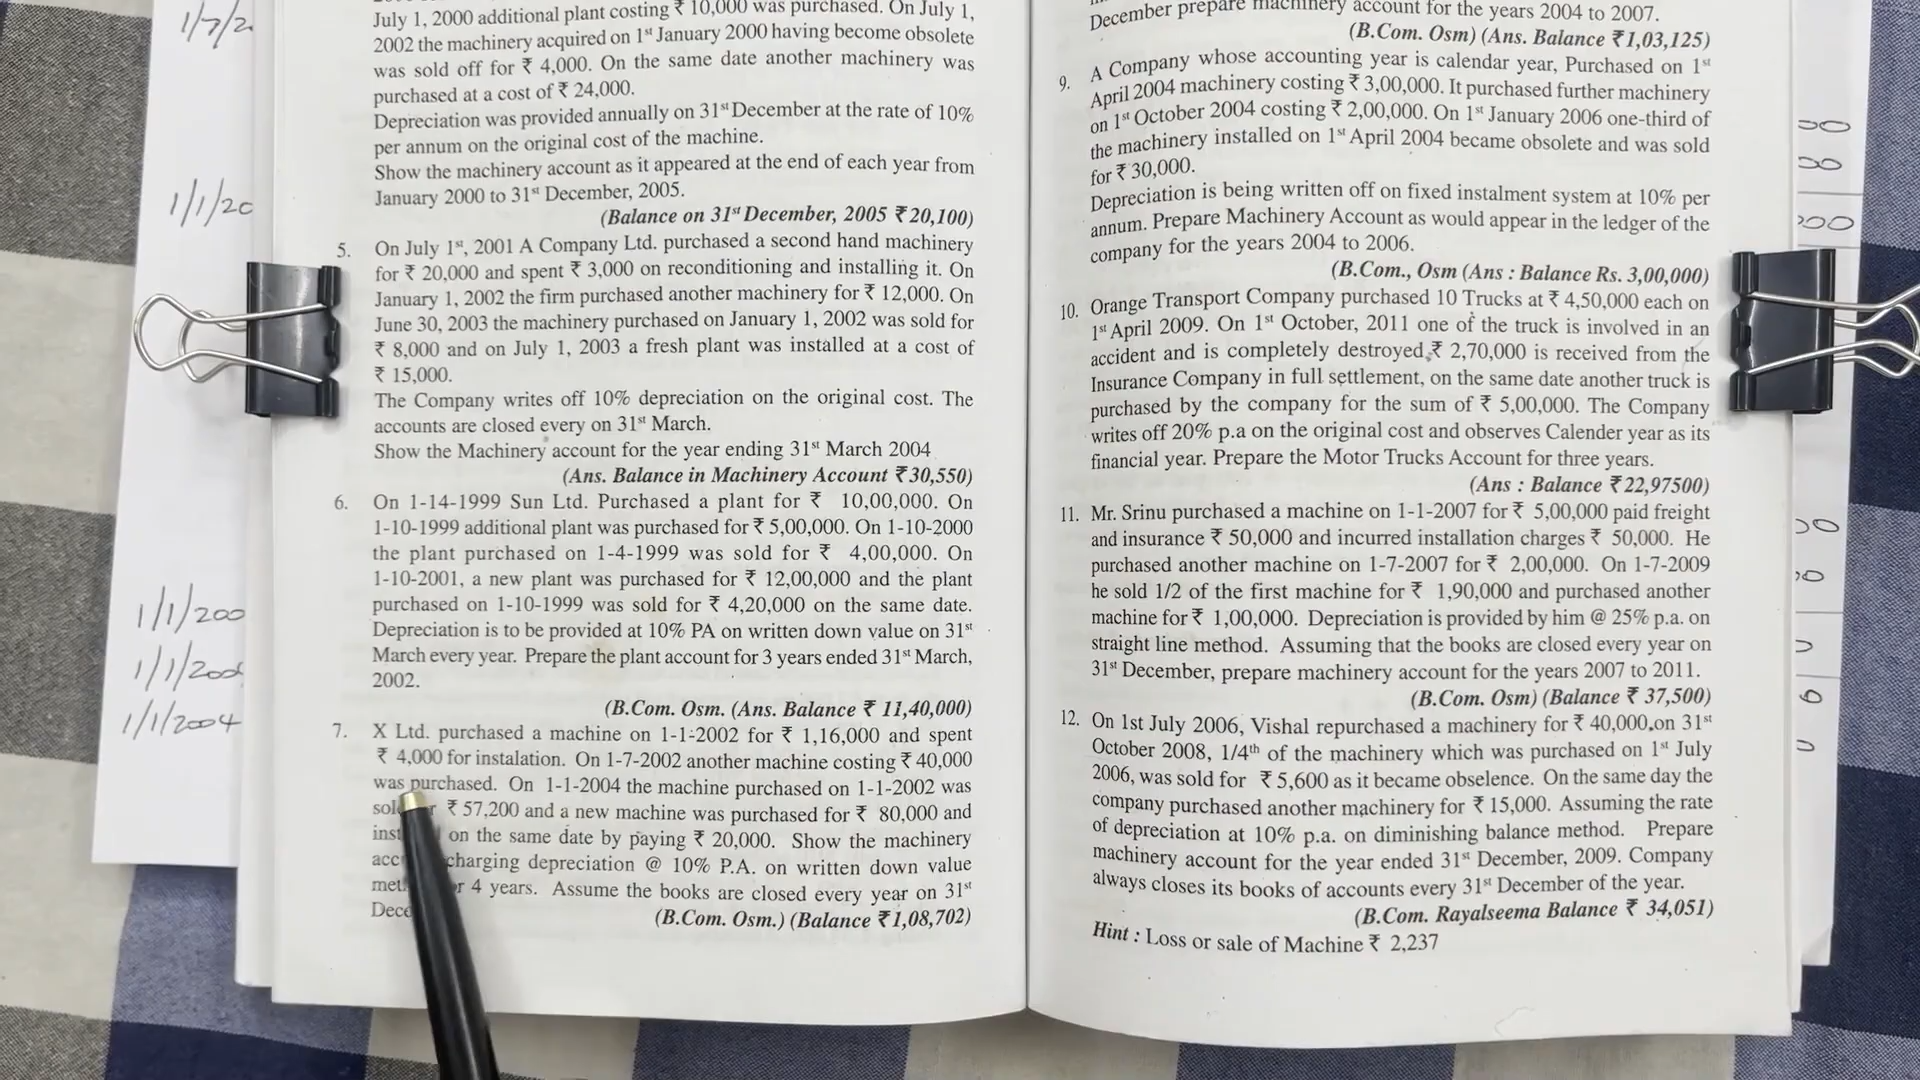 1/7/2
July 1, 2000 additional plant costing ₹ 10,000 was purchased. On July 1,
2002 the machinery acquired on 1st January 2000 having become obsolete
was sold off for ₹ 4,000. On the same date another machinery was
purchased at a cost of ₹ 24,000.
Depreciation was provided annually on 31st December at the rate of 10%
per annum on the original cost of the machine.
Show the machinery account as it appeared at the end of each year from
January 2000 to 31st December, 2005.
(Balance on 31st December, 2005 ₹ 20,100)
1/1/20
5. On July 1st, 2001 A Company Ltd. purchased a second hand machinery
for ₹ 20,000 and spent ₹ 3,000 on reconditioning and installing it. On
January 1, 2002 the firm purchased another machinery for ₹ 12,000. On
June 30, 2003 the machinery purchased on January 1, 2002 was sold for
₹ 8,000 and on July 1, 2003 a fresh plant was installed at a cost of
₹ 15,000.
The Company writes off 10% depreciation on the original cost. The
accounts are closed every on 31st March.
Show the Machinery account for the year ending 31st March 2004
(Ans. Balance in Machinery Account ₹ 30,550)
6. On 1-14-1999 Sun Ltd. Purchased a plant for ₹ 10,00,000. On
1-10-1999 additional plant was purchased for ₹ 5,00,000. On 1-10-2000
the plant purchased on 1-4-1999 was sold for ₹ 4,00,000. On
1-10-2001, a new plant was purchased for ₹ 12,00,000 and the plant
purchased on 1-10-1999 was sold for ₹ 4,20,000 on the same date.
Depreciation is to be provided at 10% PA on written down value on 31st
March every year. Prepare the plant account for 3 years ended 31st March,
2002.
(B.Com. Osm. (Ans. Balance ₹ 11,40,000)
1/1/200
1/1/200
1/1/2004
7. X Ltd. purchased a machine on 1-1-2002 for ₹ 1,16,000 and spent
₹ 4,000 for instalation. On 1-7-2002 another machine costing ₹ 40,000
was purchased. On 1-1-2004 the machine purchased on 1-1-2002 was
₹ 57,200 and a new machine was purchased for ₹ 80,000 and
on the same date by paying ₹ 20,000. Show the machinery
charging depreciation @ 10% P.A. on written down value
4 years. Assume the books are closed every year on 31st
(B.Com. Osm.) (Balance ₹ 1,08,702)
December prepare machinery account for the years 2004 to 2007.
(B.Com. Osm) (Ans. Balance ₹ 1,03,125)
9. A Company whose accounting year is calendar year, Purchased on 1st
April 2004 machinery costing ₹ 3,00,000. It purchased further machinery
on 1st October 2004 costing ₹ 2,00,000. On 1st January 2006 one-third of
the machinery installed on 1st April 2004 became obsolete and was sold
for ₹ 30,000.
Depreciation is being written off on fixed instalment system at 10% per
annum. Prepare Machinery Account as would appear in the ledger of the
company for the years 2004 to 2006.
(B.Com., Osm (Ans : Balance Rs. 3,00,000)
10. Orange Transport Company purchased 10 Trucks at ₹ 4,50,000 each on
1st April 2009. On 1st October, 2011 one of the truck is involved in an
accident and is completely destroyed, ₹ 2,70,000 is received from the
Insurance Company in full settlement, on the same date another truck is
purchased by the company for the sum of ₹ 5,00,000. The Company
writes off 20% p.a on the original cost and observes Calender year as its
financial year. Prepare the Motor Trucks Account for three years.
(Ans : Balance ₹ 22,97500)
11. Mr. Srinu purchased a machine on 1-1-2007 for ₹ 5,00,000 paid freight
and insurance ₹ 50,000 and incurred installation charges ₹ 50,000. He
purchased another machine on 1-7-2007 for ₹ 2,00,000. On 1-7-2009
he sold 1/2 of the first machine for ₹ 1,90,000 and purchased another
machine for ₹ 1,00,000. Depreciation is provided by him @ 25% p.a. on
straight line method. Assuming that the books are closed every year on
31st December, prepare machinery account for the years 2007 to 2011.
(B.Com. Osm) (Balance ₹ 37,500)
12. On 1st July 2006, Vishal repurchased a machinery for ₹ 40,000.on 31st
October 2008, 1/4th of the machinery which was purchased on 1st July
2006, was sold for ₹ 5,600 as it became obselence. On the same day the
company purchased another machinery for ₹ 15,000. Assuming the rate
of depreciation at 10% p.a. on diminishing balance method. Prepare
machinery account for the year ended 31st December, 2009. Company
always closes its books of accounts every 31st December of the year.
(B.Com. Rayalseema Balance ₹ 34,051)
Hint : Loss or sale of Machine ₹ 2,237